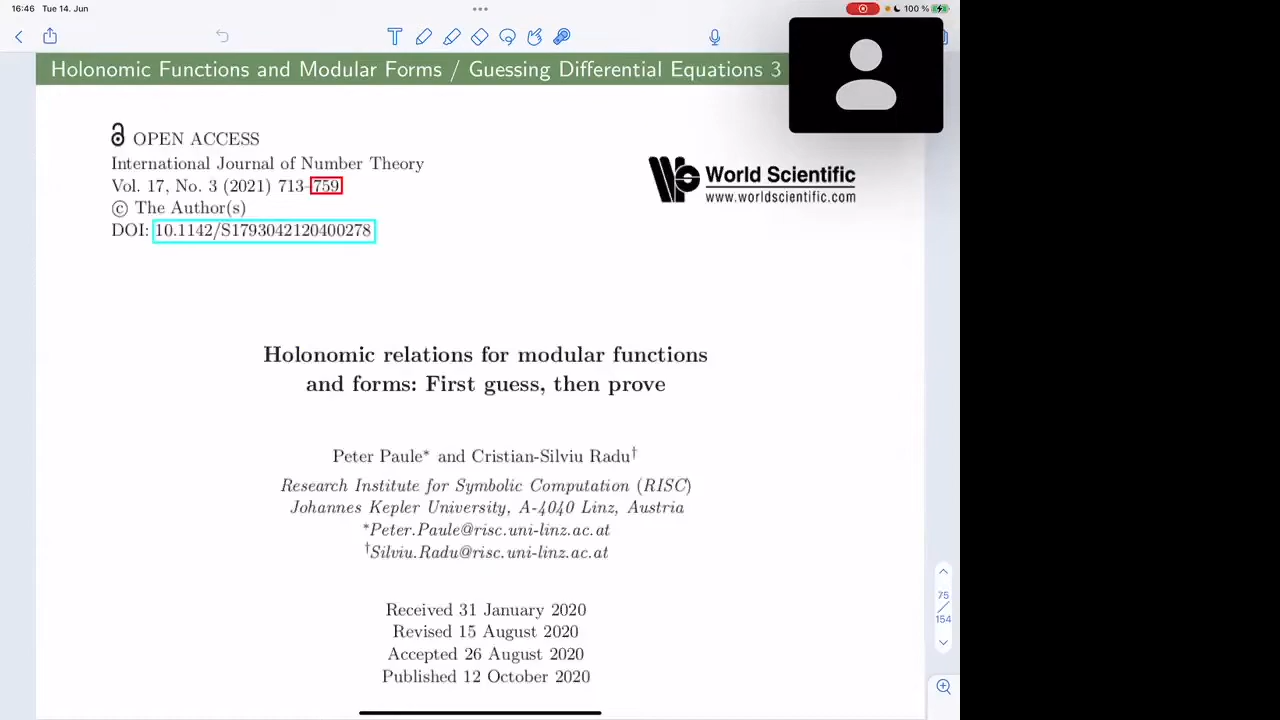 16:46 Tue 14. Jun
100 %
Holonomic Functions and Modular Forms / Guessing Differential Equations 3
OPEN ACCESS
International Journal of Number Theory
Vol. 17, No. 3 (2021) 713–759
© The Author(s)
DOI: 10.1142/S1793042120400278
World Scientific
www.worldscientific.com
Holonomic relations for modular functions
and forms: First guess, then prove
Peter Paule* and Cristian-Silviu Radu†
Research Institute for Symbolic Computation (RISC)
Johannes Kepler University, A-4040 Linz, Austria
*Peter.Paule@risc.uni-linz.ac.at
†Silviu.Radu@risc.uni-linz.ac.at
Received 31 January 2020
Revised 15 August 2020
Accepted 26 August 2020
Published 12 October 2020
75
/
154